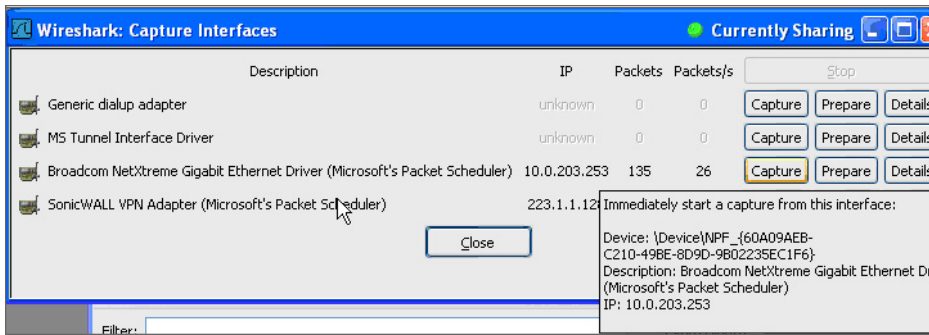 Wireshark: Capture Interfaces Currently Sharing
Description IP Packets Packets/s Stop
Generic dialup adapter unknown 0 0 Capture Prepare Details
MS Tunnel Interface Driver unknown 0 0 Capture Prepare Details
Broadcom NetXtreme Gigabit Ethernet Driver (Microsoft's Packet Scheduler) 10.0.203.253 135 26 Capture Prepare Details
SonicWALL VPN Adapter (Microsoft's Packet Scheduler) 223.1.1.128
Close
Immediately start a capture from this interface:
Device: \Device\NPF_{60A09AEB-
C210-49BE-8D9D-9B02235EC1F6}
Description: Broadcom NetXtreme Gigabit Ethernet D
(Microsoft's Packet Scheduler)
IP: 10.0.203.253
Filter: